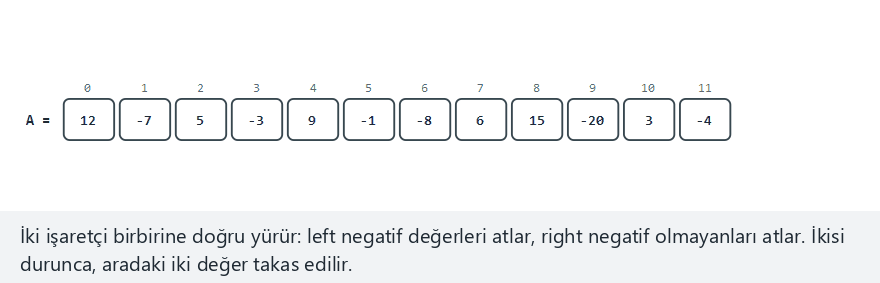 0 1 2 3 4 5 6 7 8 9 10 11
A = 12 -7 5 -3 9 -1 -8 6 15 -20 3 -4
İki işaretçi birbirine doğru yürür: left negatif değerleri atlar, right negatif olmayanları atlar. İkisi
durunca, aradaki iki değer takas edilir.